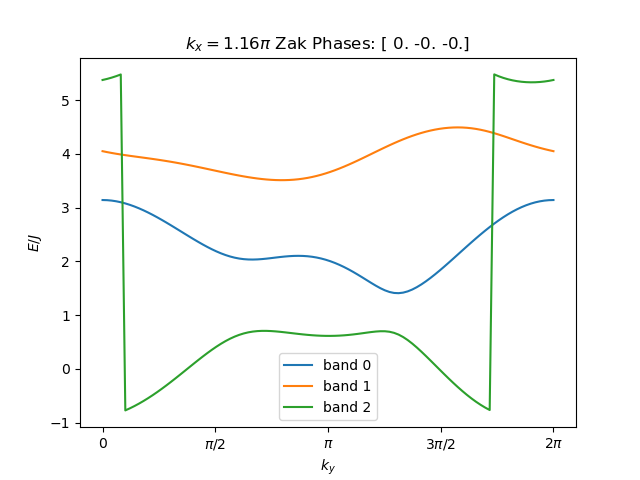 $k_x = 1.16\pi$ Zak Phases: [ 0. -0. -0.]
E/J
5
4
3
2
1
0
−1
band 0
band 1
band 2
0
π/2
π
3π/2
2π
$k_y$